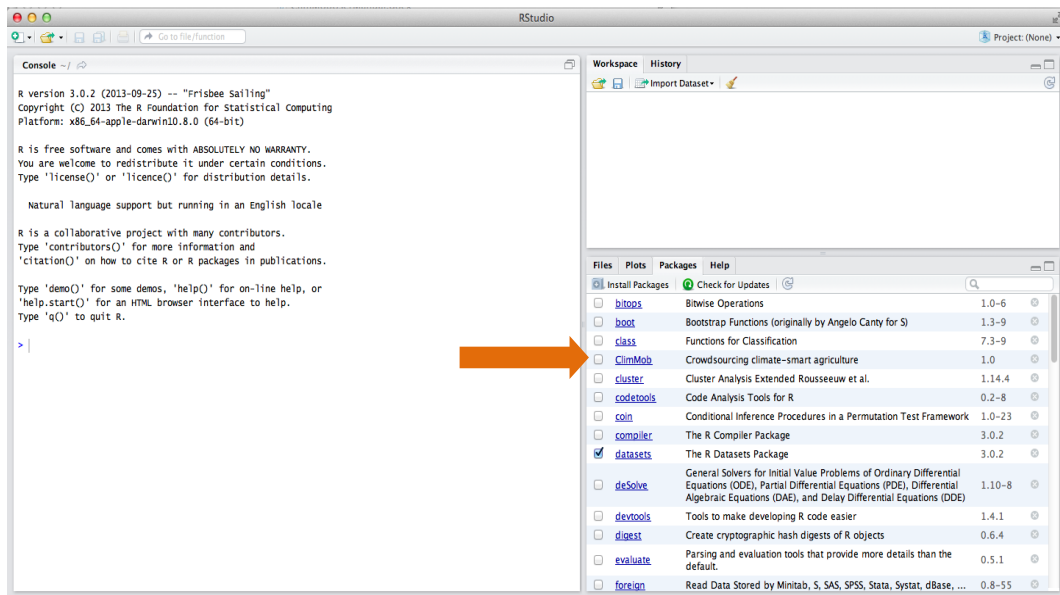 RStudio
Go to file/function
Project: (None)
Console ~/
R version 3.0.2 (2013-09-25) -- "Frisbee Sailing"
Copyright (C) 2013 The R Foundation for Statistical Computing
Platform: x86_64-apple-darwin10.8.0 (64-bit)
R is free software and comes with ABSOLUTELY NO WARRANTY.
You are welcome to redistribute it under certain conditions.
Type 'license()' or 'licence()' for distribution details.
Natural language support but running in an English locale
R is a collaborative project with many contributors.
Type 'contributors()' for more information and
'citation()' on how to cite R or R packages in publications.
Type 'demo()' for some demos, 'help()' for on-line help, or
'help.start()' for an HTML browser interface to help.
Type 'q()' to quit R.
>
Workspace History
Import Dataset
Files Plots Packages Help
Install Packages Check for Updates
bitops Bitwise Operations 1.0-6
boot Bootstrap Functions (originally by Angelo Canty for S) 1.3-9
class Functions for Classification 7.3-9
ClimMob Crowdsourcing climate-smart agriculture 1.0
cluster Cluster Analysis Extended Rousseeuw et al. 1.14.4
codetools Code Analysis Tools for R 0.2-8
coin Conditional Inference Procedures in a Permutation Test Framework 1.0-23
compiler The R Compiler Package 3.0.2
datasets The R Datasets Package 3.0.2
General Solvers for Initial Value Problems of Ordinary Differential
deSolve Equations (ODE), Partial Differential Equations (PDE), Differential 1.10-8
Algebraic Equations (DAE), and Delay Differential Equations (DDE)
devtools Tools to make developing R code easier 1.4.1
digest Create cryptographic hash digests of R objects 0.6.4
evaluate Parsing and evaluation tools that provide more details than the 0.5.1
default.
foreign Read Data Stored by Minitab, S, SAS, SPSS, Stata, Systat, dBase, ... 0.8-55